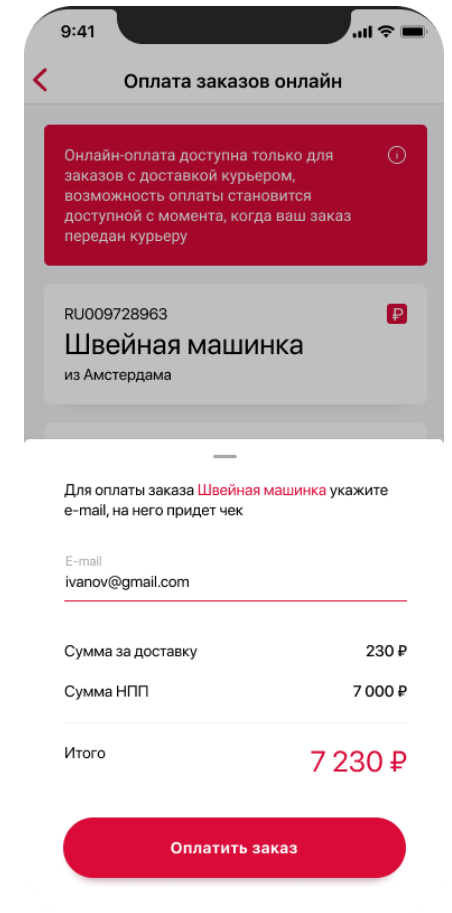 9:41
Оплата заказов онлайн
Онлайн-оплата доступна только для
заказов с доставкой курьером,
возможность оплаты становится
доступной с момента, когда ваш заказ
передан курьеру
RU009728963
₽
Швейная машинка
из Амстердама
Для оплаты заказа Швейная машинка укажите
e-mail, на него придет чек
E-mail
ivanov@gmail.com
Сумма за доставку 230 ₽
Сумма НПП 7 000 ₽
Итого 7 230 ₽
Оплатить заказ